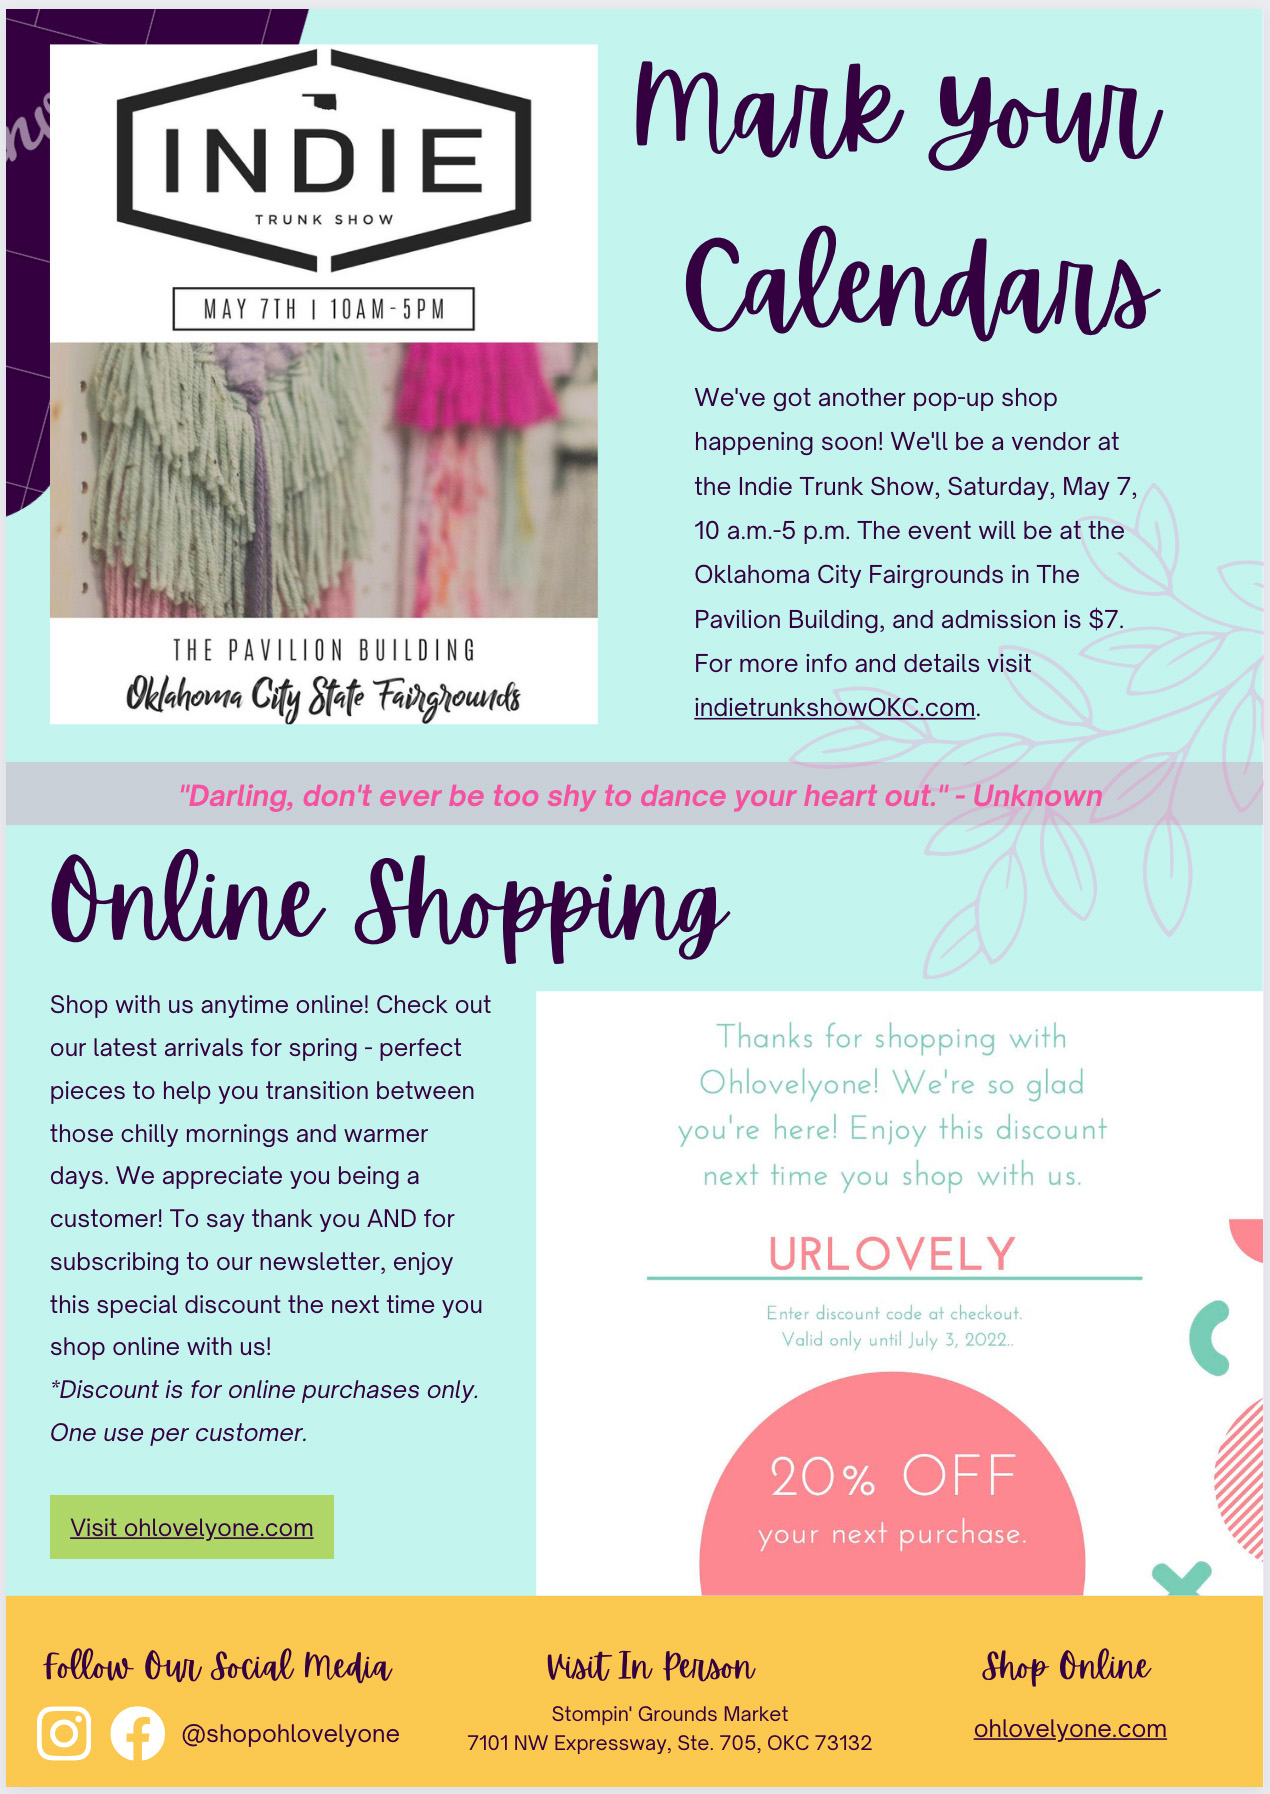 INDIE
TRUNK SHOW
MAY 7TH | 10AM-5PM
THE PAVILION BUILDING
Oklahoma City State Fairgrounds
Mark Your
Calendars
We've got another pop-up shop
happening soon! We'll be a vendor at
the Indie Trunk Show, Saturday, May 7,
10 a.m.-5 p.m. The event will be at the
Oklahoma City Fairgrounds in The
Pavilion Building, and admission is $7.
For more info and details visit
indietrunkshowOKC.com.
"Darling, don't ever be too shy to dance your heart out." - Unknown
Online Shopping
Shop with us anytime online! Check out
our latest arrivals for spring - perfect
pieces to help you transition between
those chilly mornings and warmer
days. We appreciate you being a
customer! To say thank you AND for
subscribing to our newsletter, enjoy
this special discount the next time you
shop online with us!
*Discount is for online purchases only.
One use per customer.
Visit ohlovelyone.com
Thanks for shopping with
Ohlovelyone! We're so glad
you're here! Enjoy this discount
next time you shop with us.
URLOVELY
Enter discount code at checkout.
Valid only until July 3, 2022..
20% OFF
your next purchase.
Follow Our Social Media
@shopohlovelyone
Visit In Person
Stompin' Grounds Market
7101 NW Expressway, Ste. 705, OKC 73132
Shop Online
ohlovelyone.com